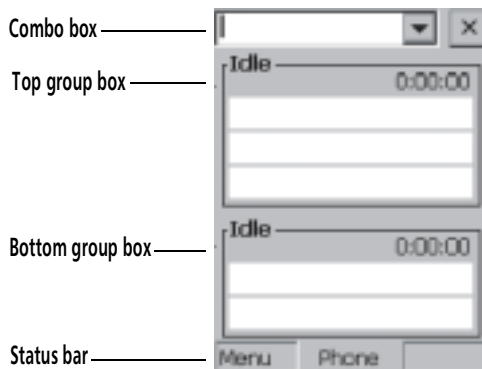 Combo box
Top group box
Idle
0:00:00
Bottom group box
Idle
0:00:00
Status bar
Menu Phone